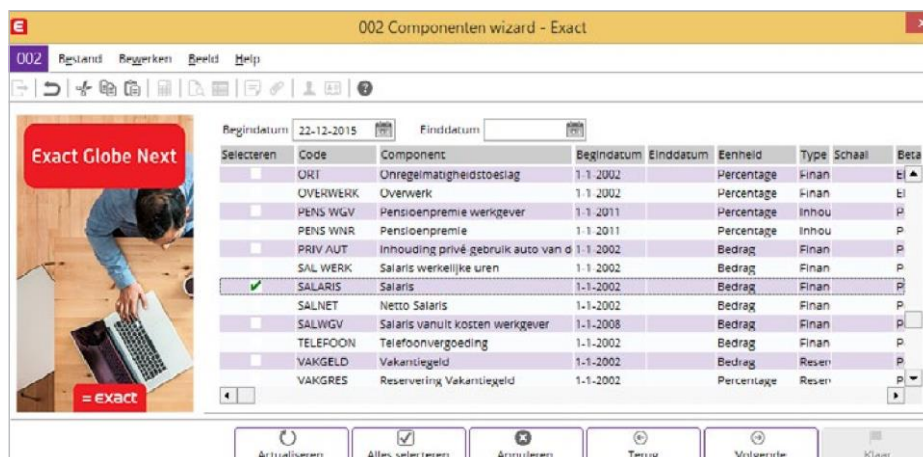 002 Componenten wizard - Exact
002 Bestand Bewerken Beeld Help
Exact Globe Next
= exact
Begindatum 22-12-2015 Einddatum
Selecteren Code Component Begindatum Einddatum Eenheid Type Schaal Beta
ORT Onregelmatigheidstoeslag 1-1-2002 Percentage Finan El
OVERWERK Overwerk 1-1-2002 Percentage Finan El
PENS WGV Pensioenpremie werkgever 1-1-2011 Percentage Inhou P
PENS WNR Pensioenpremie 1-1-2011 Percentage Inhou P
PRIV AUT Inhouding privé gebruik auto van d 1-1-2002 Bedrag Finan P
SAL WERK Salaris werkelijke uren 1-1-2002 Bedrag Finan P
SALARIS Salaris 1-1-2002 Bedrag Finan P
SALNET Netto Salaris 1-1-2002 Bedrag Finan P
SALWGV Salaris vanuit kosten werkgever 1-1-2008 Bedrag Finan P
TELEFOON Telefoonvergoeding 1-1-2002 Bedrag Finan P
VAKGELD Vakantiegeld 1-1-2002 Bedrag Reserv P
VAKGRES Reservering Vakantiegeld 1-1-2002 Percentage Reserv P
Actualiseren Alles selecteren Annuleren Terug Volgende Klaar